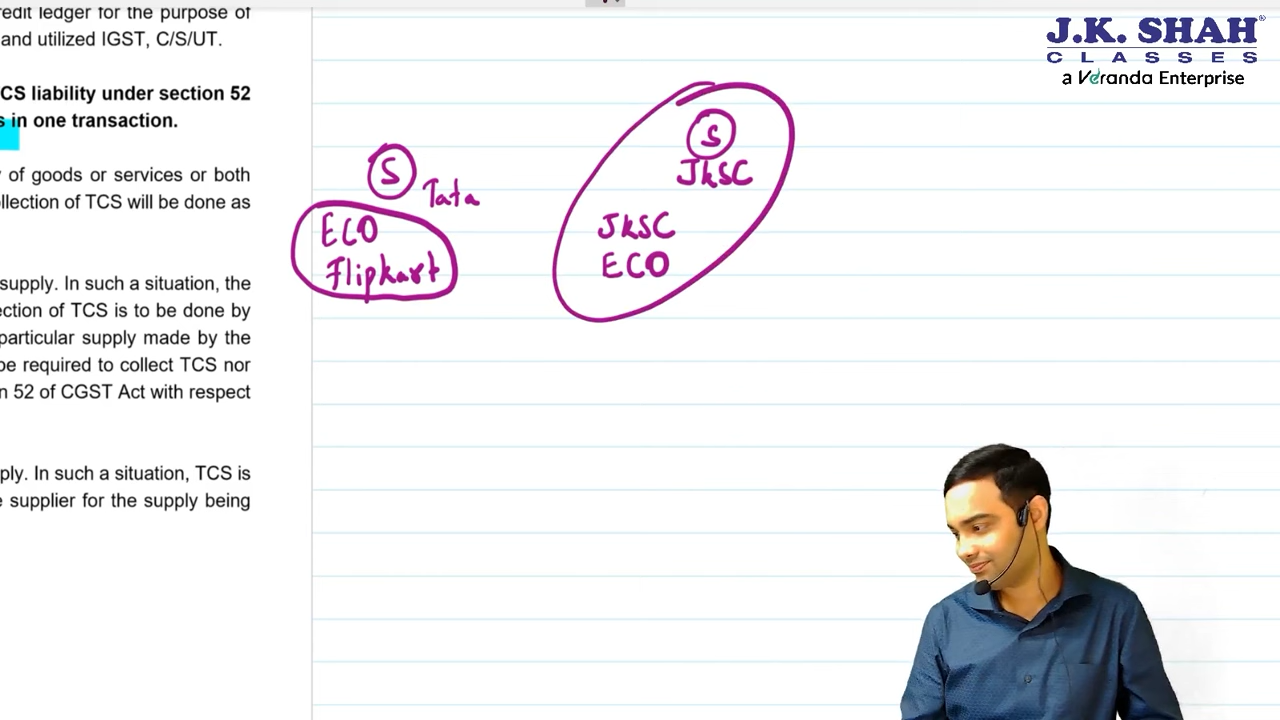 redit ledger for the purpose of
and utilized IGST, C/S/UT.
CS liability under section 52
s in one transaction.
of goods or services or both
llection of TCS will be done as
supply. In such a situation, the
ection of TCS is to be done by
particular supply made by the
be required to collect TCS nor
n 52 of CGST Act with respect
ply. In such a situation, TCS is
e supplier for the supply being
S
Tata
ECO
Flipkart
S
JKSC
JKSC
ECO
J.K. SHAH®
CLASSES
a Veranda Enterprise